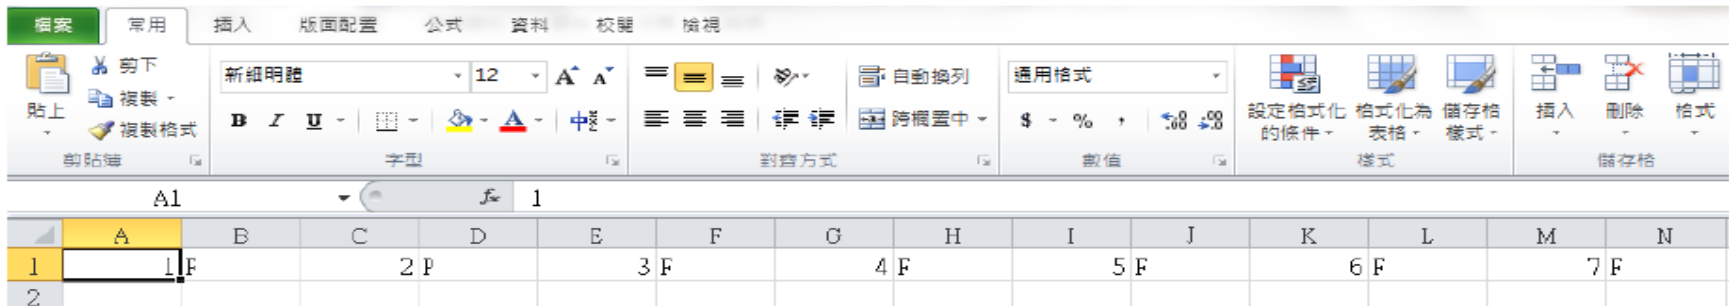 檔案 常用 插入 版面配置 公式 資料 校閱 檢視
剪下
複製
複製格式
貼上
剪貼簿
新細明體 12 A A
B I U A 中
字型
自動換列
跨欄置中
對齊方式
通用格式
$ % , .0 .00 .00 .0
數值
設定格式化的條件
格式化為表格
儲存格樣式
樣式
插入 刪除 格式
儲存格
A1 fx 1
A B C D E F G H I J K L M N
1 1 2 P 3 F 4 F 5 F 6 F 7 F
2